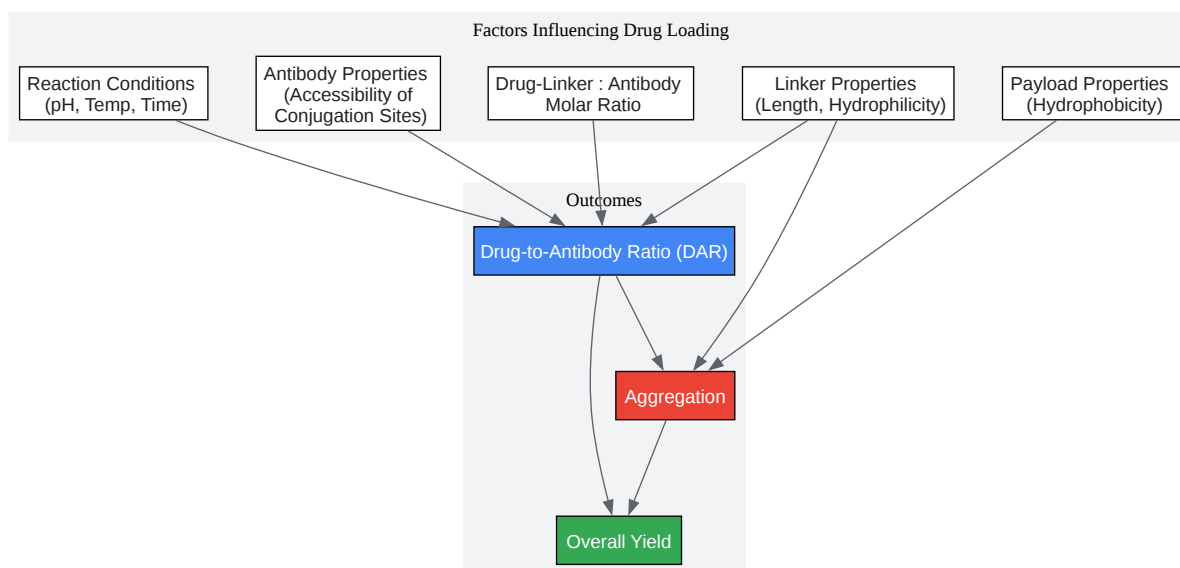 Factors Influencing Drug Loading
Reaction Conditions
(pH, Temp, Time)
Antibody Properties
(Accessibility of
Conjugation Sites)
Drug-Linker : Antibody
Molar Ratio
Linker Properties
(Length, Hydrophilicity)
Payload Properties
(Hydrophobicity)
Outcomes
Drug-to-Antibody Ratio (DAR)
Aggregation
Overall Yield